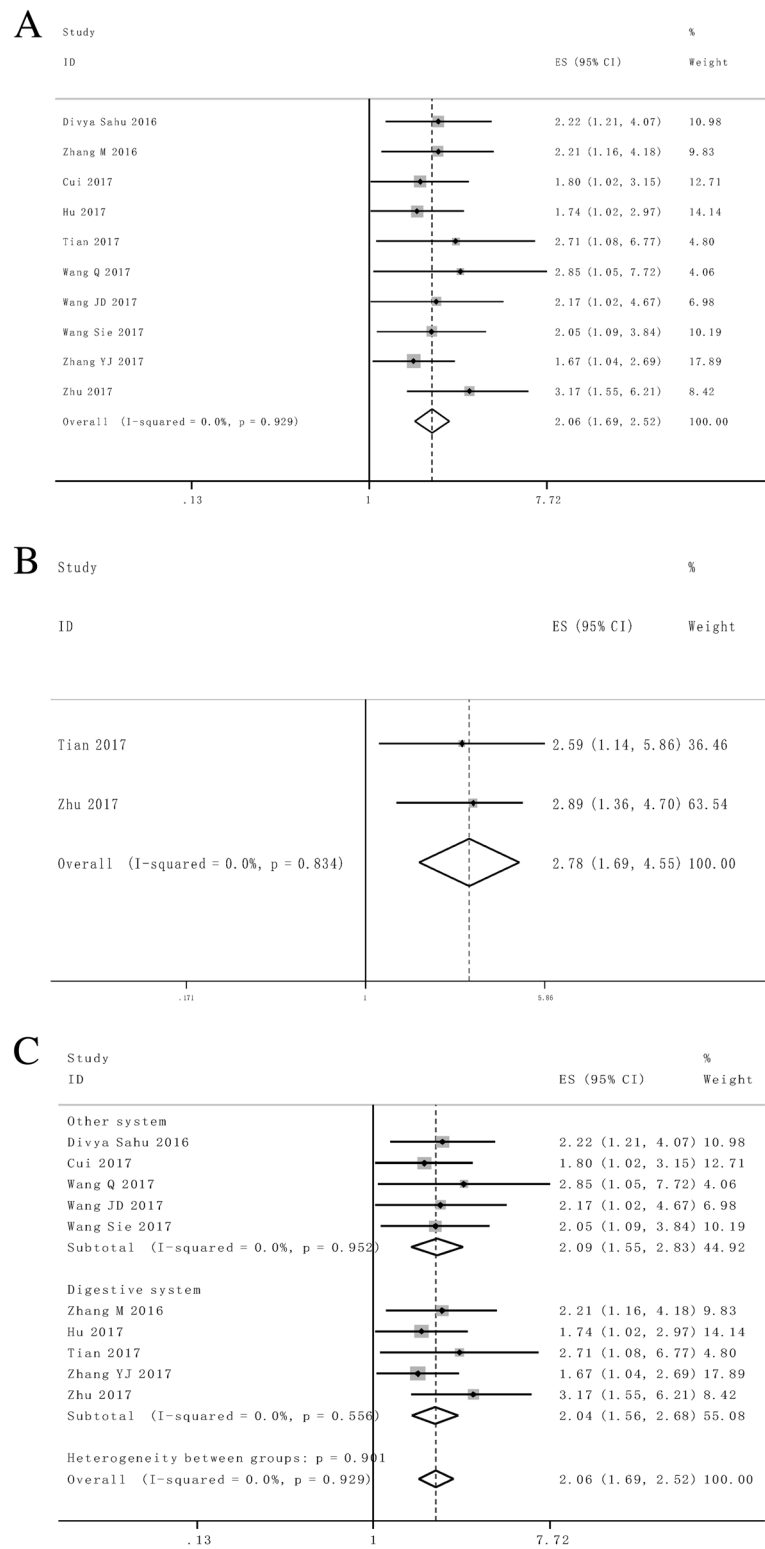 A
Study %
ID ES (95% CI) Weight
Divya Sahu 2016 2.22 (1.21, 4.07) 10.98
Zhang M 2016 2.21 (1.16, 4.18) 9.83
Cui 2017 1.80 (1.02, 3.15) 12.71
Hu 2017 1.74 (1.02, 2.97) 14.14
Tian 2017 2.71 (1.08, 6.77) 4.80
Wang Q 2017 2.85 (1.05, 7.72) 4.06
Wang JD 2017 2.17 (1.02, 4.67) 6.98
Wang Sie 2017 2.05 (1.09, 3.84) 10.19
Zhang YJ 2017 1.67 (1.04, 2.69) 17.89
Zhu 2017 3.17 (1.55, 6.21) 8.42
Overall (I-squared = 0.0%, p = 0.929) 2.06 (1.69, 2.52) 100.00
.13 1 7.72
B
Study %
ID ES (95% CI) Weight
Tian 2017 2.59 (1.14, 5.86) 36.46
Zhu 2017 2.89 (1.36, 4.70) 63.54
Overall (I-squared = 0.0%, p = 0.834) 2.78 (1.69, 4.55) 100.00
.171 1 5.86
C
Study %
ID ES (95% CI) Weight
Other system
Divya Sahu 2016 2.22 (1.21, 4.07) 10.98
Cui 2017 1.80 (1.02, 3.15) 12.71
Wang Q 2017 2.85 (1.05, 7.72) 4.06
Wang JD 2017 2.17 (1.02, 4.67) 6.98
Wang Sie 2017 2.05 (1.09, 3.84) 10.19
Subtotal (I-squared = 0.0%, p = 0.952) 2.09 (1.55, 2.83) 44.92
Digestive system
Zhang M 2016 2.21 (1.16, 4.18) 9.83
Hu 2017 1.74 (1.02, 2.97) 14.14
Tian 2017 2.71 (1.08, 6.77) 4.80
Zhang YJ 2017 1.67 (1.04, 2.69) 17.89
Zhu 2017 3.17 (1.55, 6.21) 8.42
Subtotal (I-squared = 0.0%, p = 0.556) 2.04 (1.56, 2.68) 55.08
Heterogeneity between groups: p = 0.901
Overall (I-squared = 0.0%, p = 0.929) 2.06 (1.69, 2.52) 100.00
.13 1 7.72